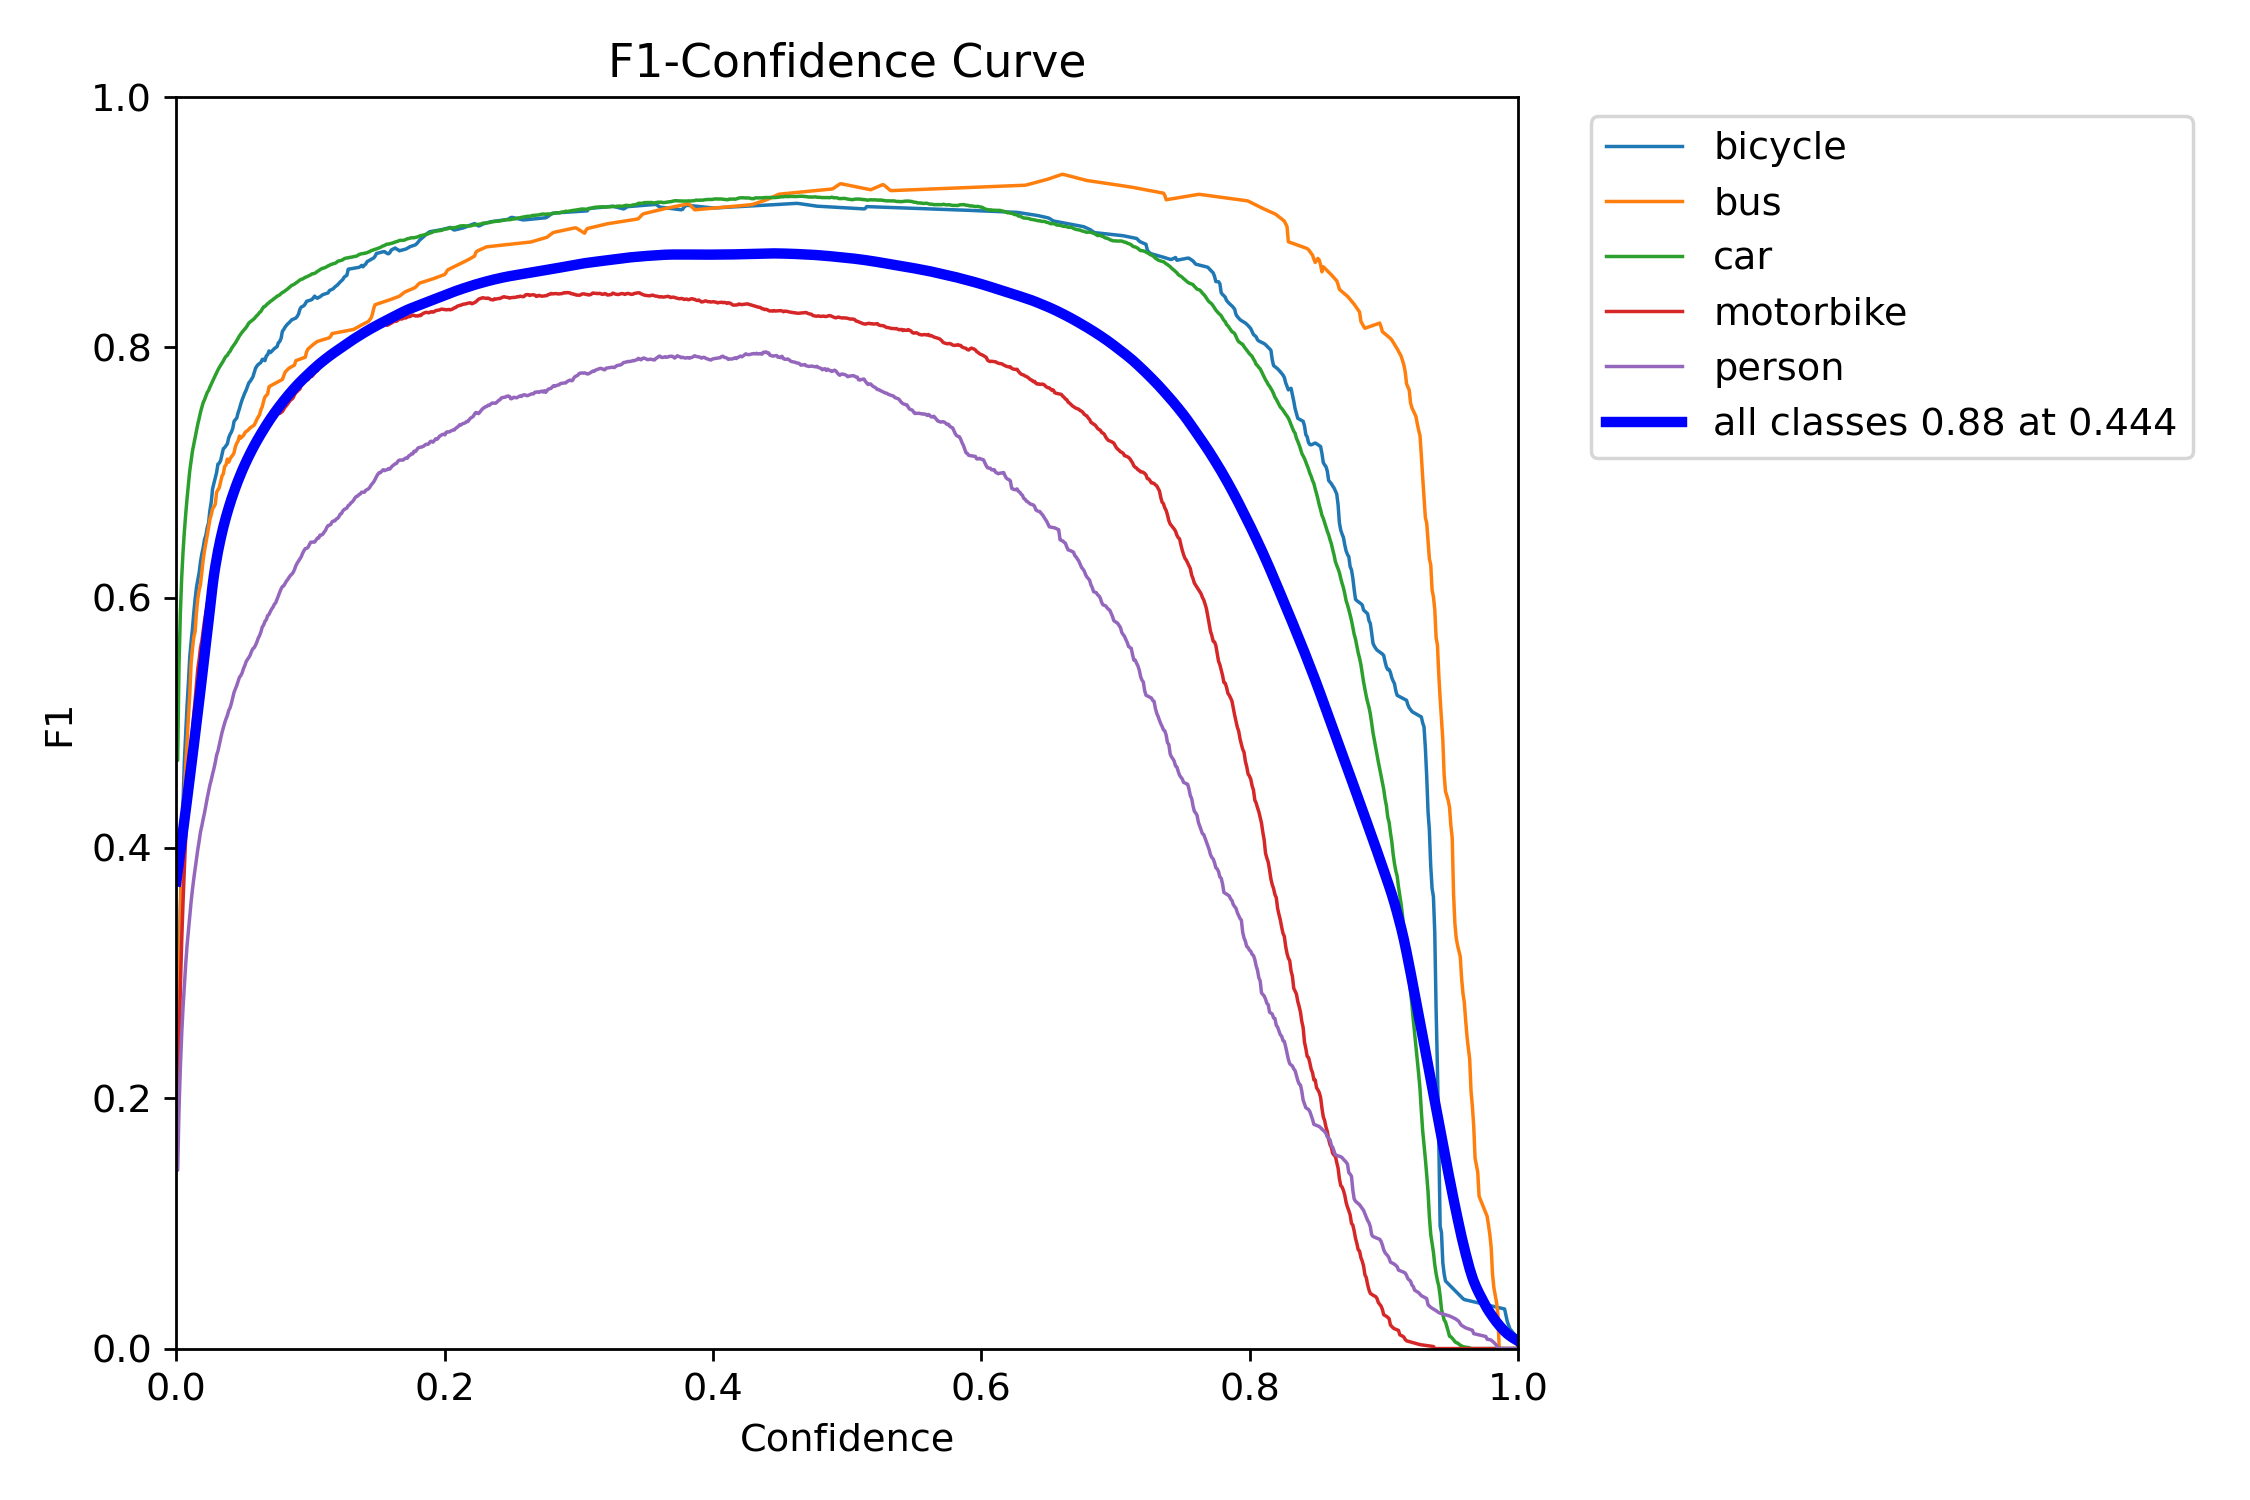 F1-Confidence Curve
1.0
0.8
0.6
0.4
0.2
0.0
F1
0.0 0.2 0.4 0.6 0.8 1.0
Confidence
bicycle
bus
car
motorbike
person
all classes 0.88 at 0.444